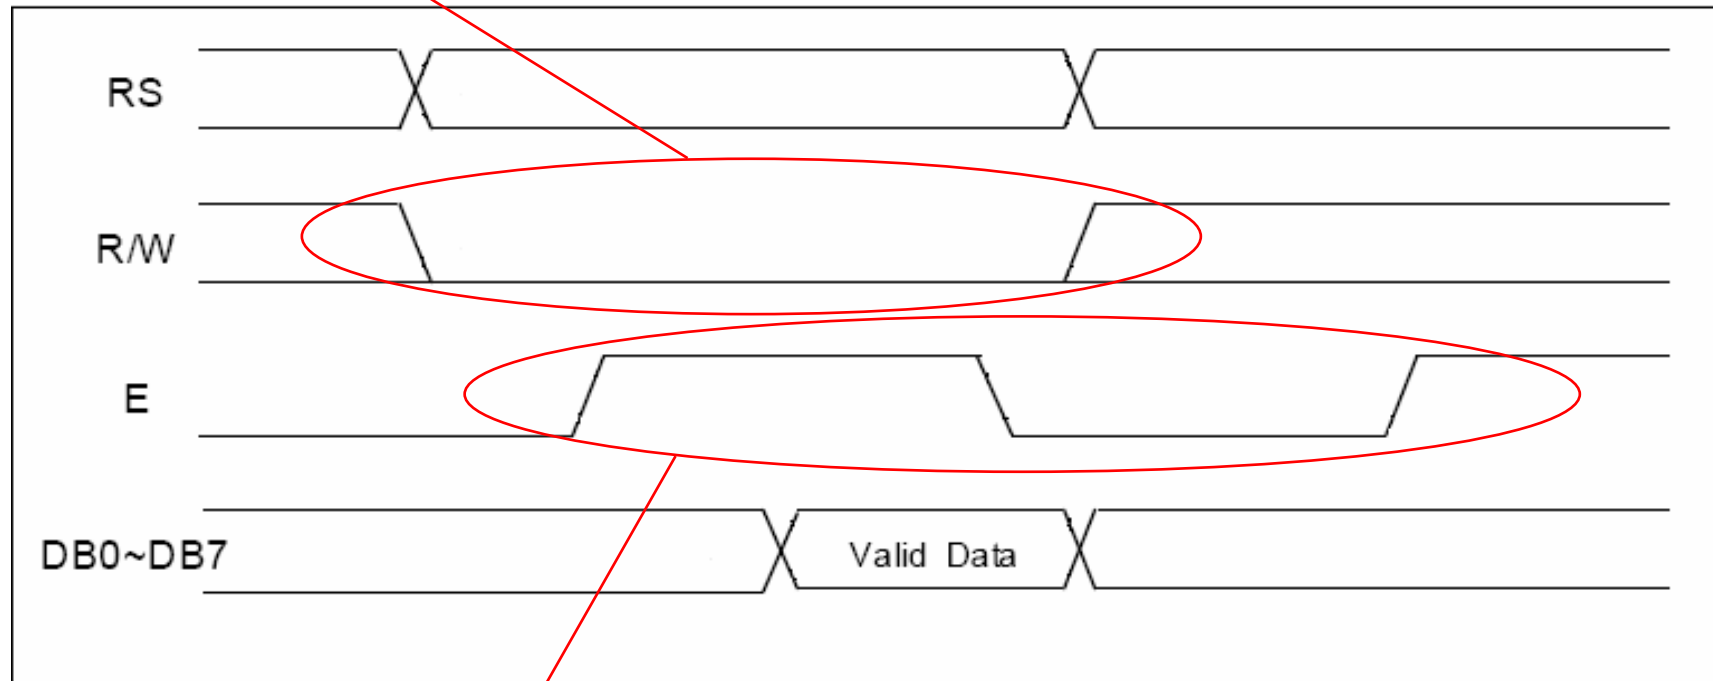 RS
R/W
E
DB0~DB7
Valid Data